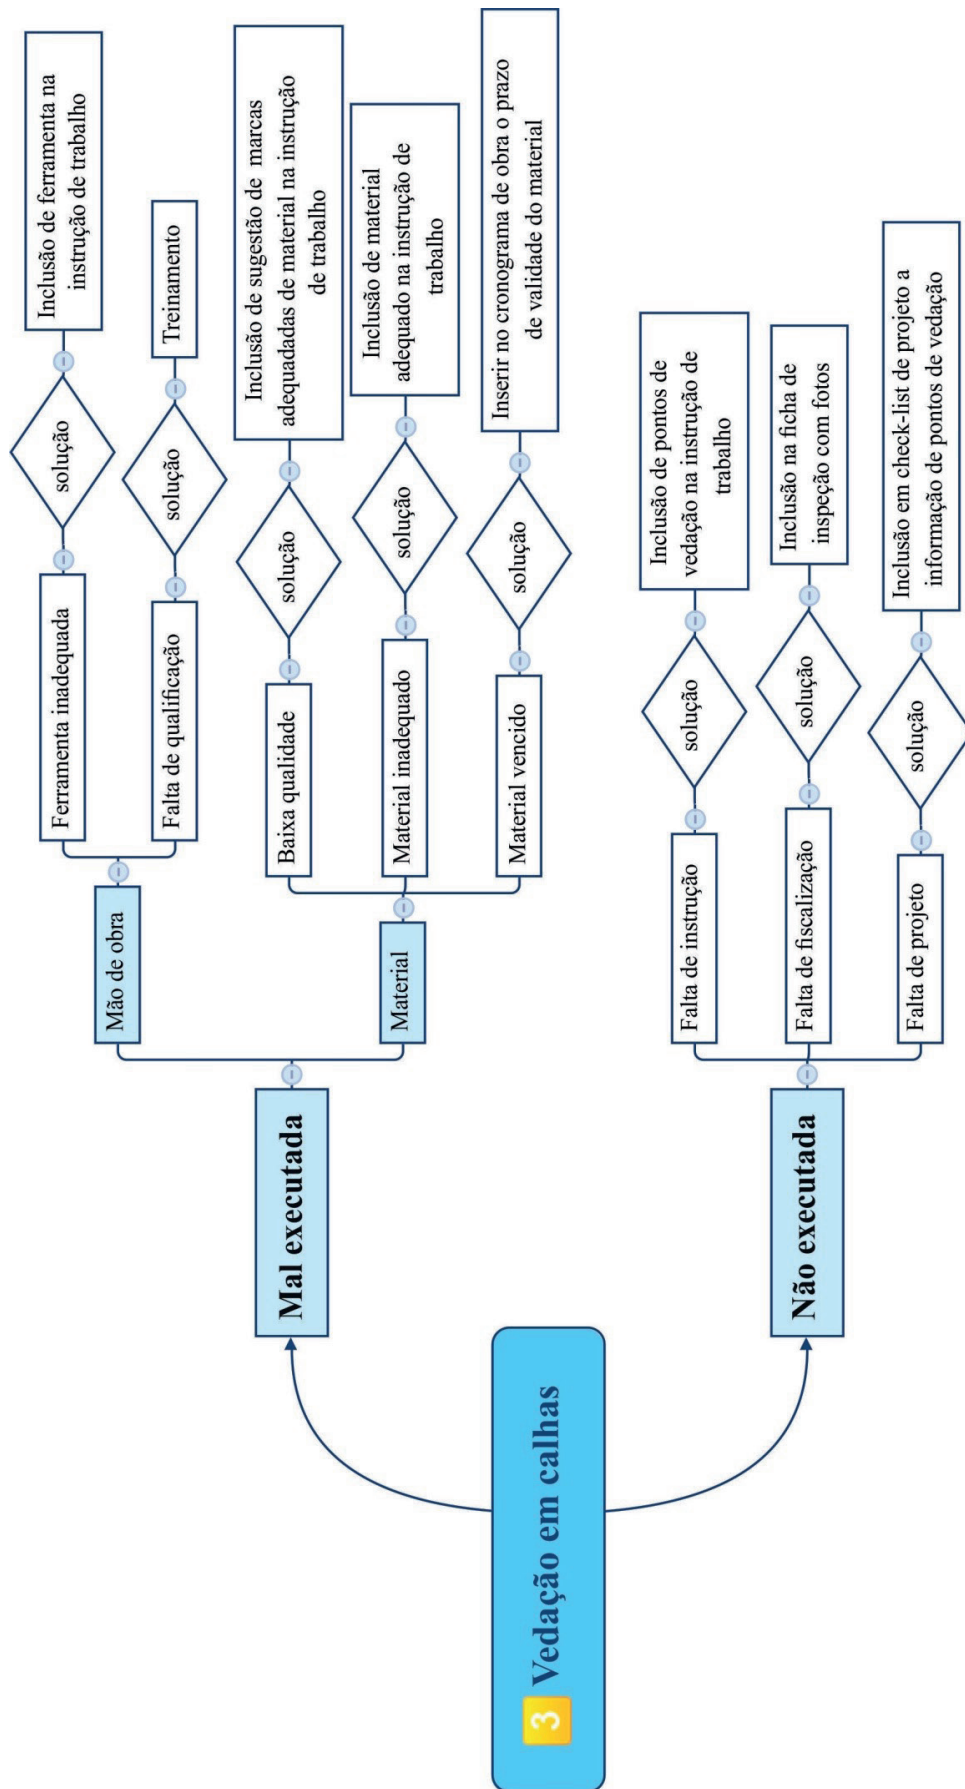 3 Vedação em calhas
Mal executada
Mão de obra
Ferramenta inadequada
solução
Inclusão de ferramenta na
instrução de trabalho
Falta de qualificação
solução
Treinamento
Material
Baixa qualidade
solução
Inclusão de sugestão de marcas
adequadadas de material na instrução
de trabalho
Material inadequado
solução
Inclusão de material
adequado na instrução de
trabalho
Material vencido
solução
Inserir no cronograma de obra o prazo
de validade do material
Não executada
Falta de instrução
solução
Inclusão de pontos de
vedação na instrução de
trabalho
Falta de fiscalização
solução
Inclusão na ficha de
inspeção com fotos
Falta de projeto
solução
Inclusão em check-list de projeto a
informação de pontos de vedação